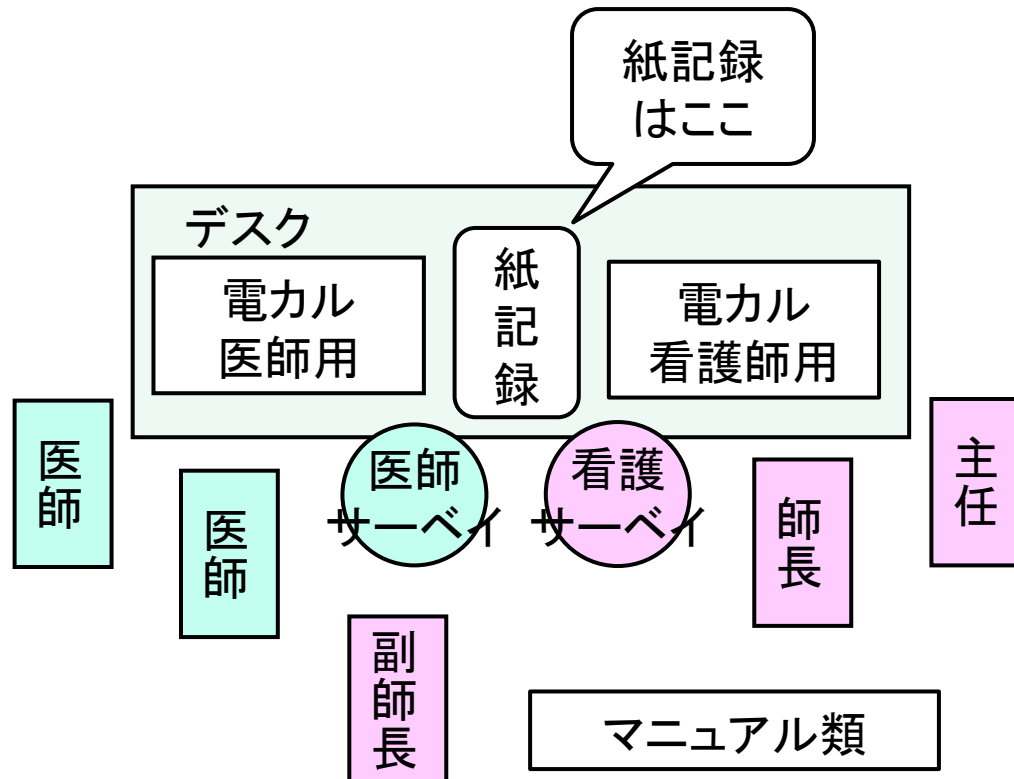 紙記録
はここ
デスク
電カル
医師用
紙記録
電カル
看護師用
医師
医師
医師
サーベイ
看護
サーベイ
師長
主任
副師長
マニュアル類